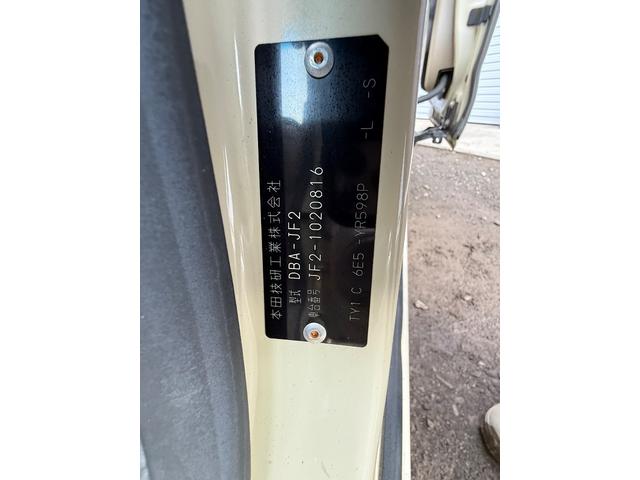 本田技研工業株式会社
型式 DBA-JF2
車台番号 JF2-1020816
TY1 C 6E5 -YR598P -L -S